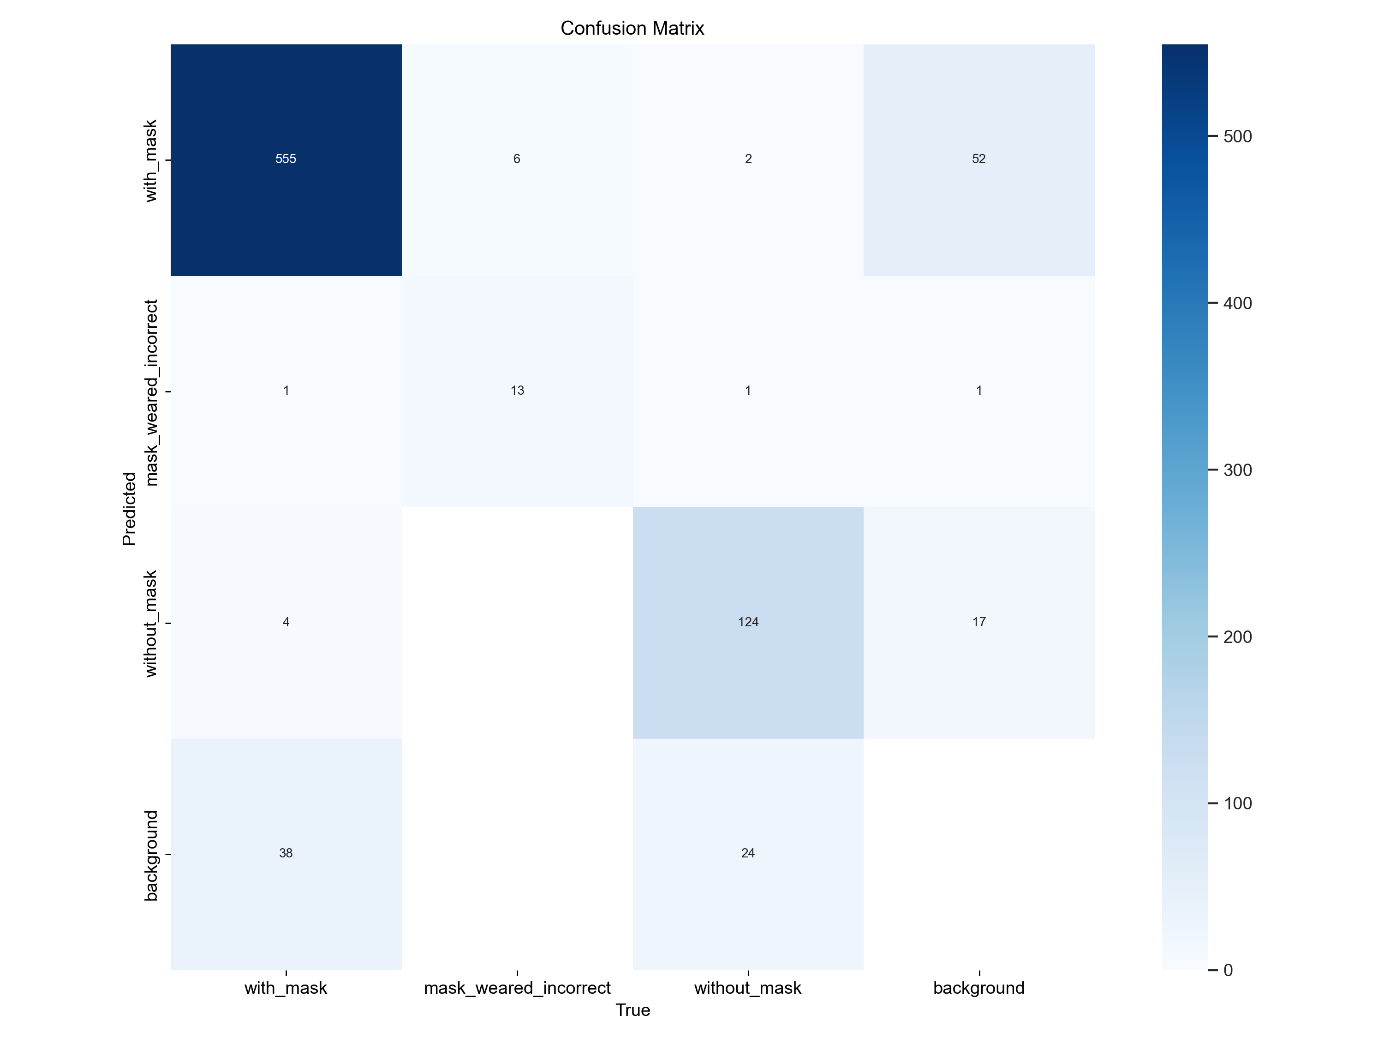 Confusion Matrix
with_mask
555
6
2
52
mask_weared_incorrect
1
13
1
1
without_mask
4
124
17
background
38
24
Predicted
with_mask
mask_weared_incorrect
without_mask
background
True
500
400
300
200
100
0